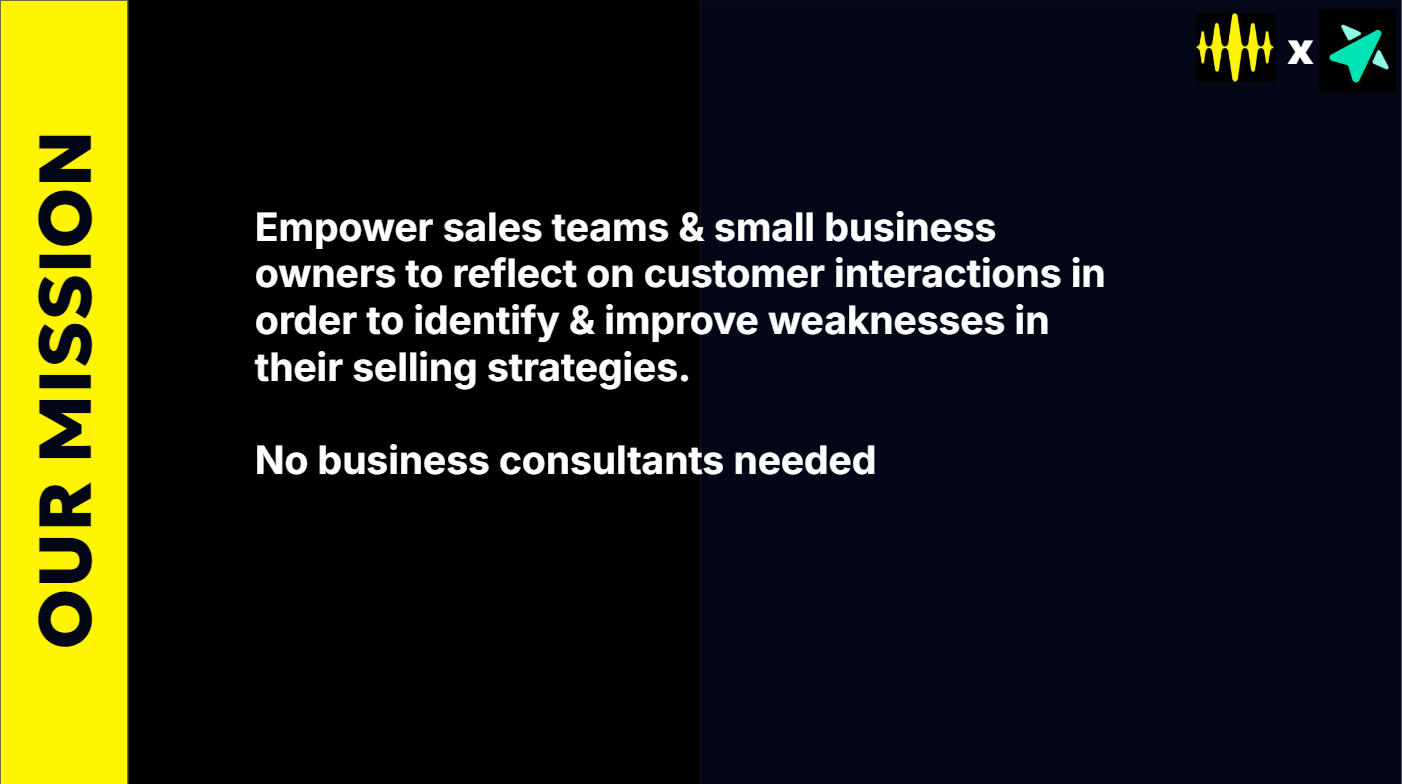 OUR MISSION
x
Empower sales teams & small business
owners to reflect on customer interactions in
order to identify & improve weaknesses in
their selling strategies.
No business consultants needed